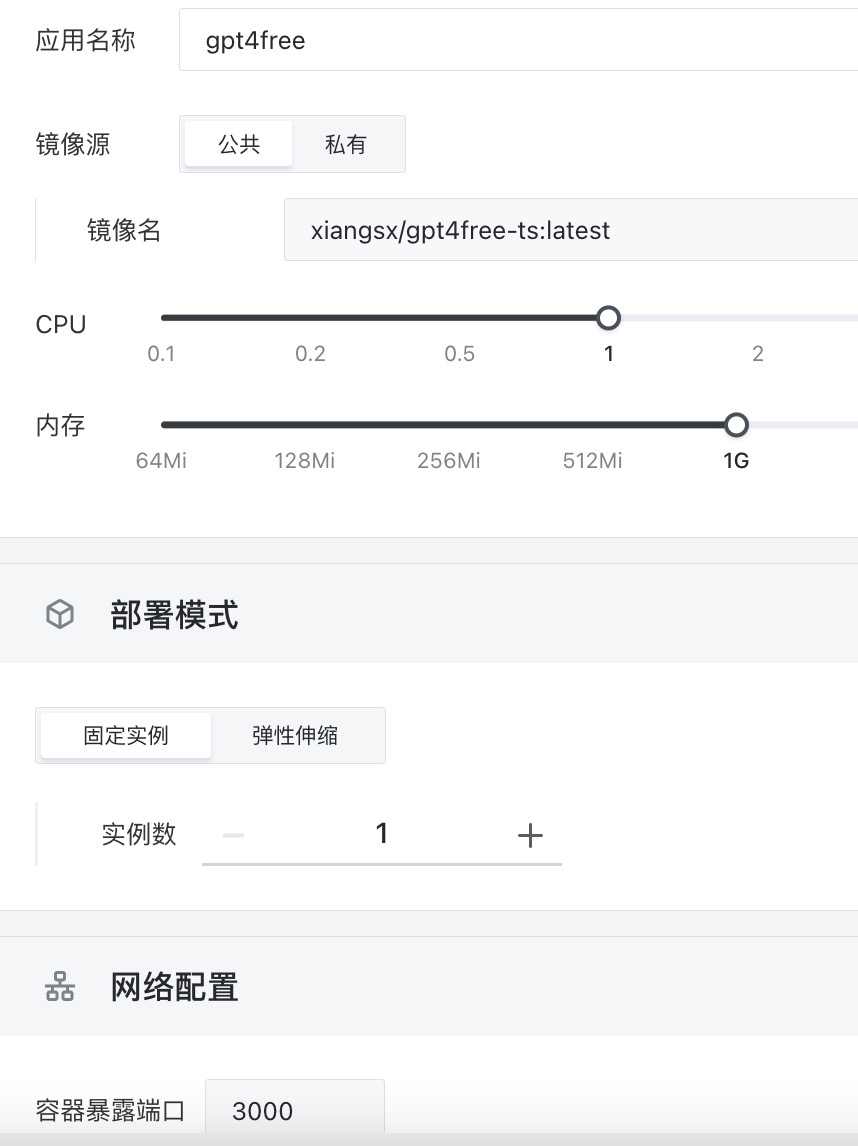 应用名称 gpt4free
镜像源 公共 私有
镜像名 xiangsx/gpt4free-ts:latest
CPU
0.1 0.2 0.5 1 2
内存
64Mi 128Mi 256Mi 512Mi 1G
部署模式
固定实例 弹性伸缩
实例数 1
网络配置
容器暴露端口 3000